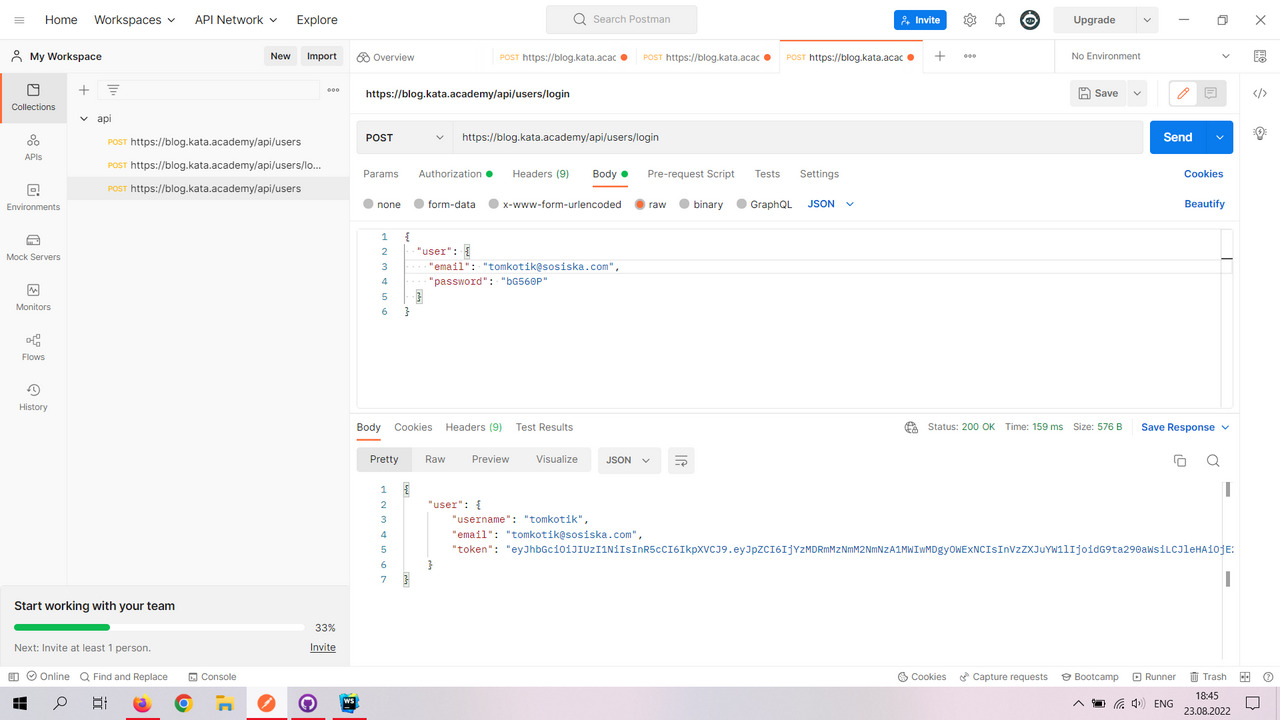 Home Workspaces API Network Explore Search Postman Invite Upgrade
My Workspace New Import Overview POST https://blog.kata.acac POST https://blog.kata.acac POST https://blog.kata.acac No Environment
Collections
APIs
Environments
Mock Servers
Monitors
Flows
History
api
POST https://blog.kata.academy/api/users
POST https://blog.kata.academy/api/users/lo...
POST https://blog.kata.academy/api/users
https://blog.kata.academy/api/users/login Save
POST https://blog.kata.academy/api/users/login Send
Params Authorization Headers (9) Body Pre-request Script Tests Settings Cookies
none form-data x-www-form-urlencoded raw binary GraphQL JSON Beautify
1 {
2 "user": {
3 "email": "tomkotik@sosiska.com",
4 "password": "bG560P"
5 }
6 }
Body Cookies Headers (9) Test Results Status: 200 OK Time: 159 ms Size: 576 B Save Response
Pretty Raw Preview Visualize JSON
1 {
2 "user": {
3 "username": "tomkotik",
4 "email": "tomkotik@sosiska.com",
5 "token":
6 }
7 }
Start working with your team
33%
Next: Invite at least 1 person. Invite
Online Find and Replace Console Cookies Capture requests Bootcamp Runner Trash
WS ENG 18:45
23.08.2022